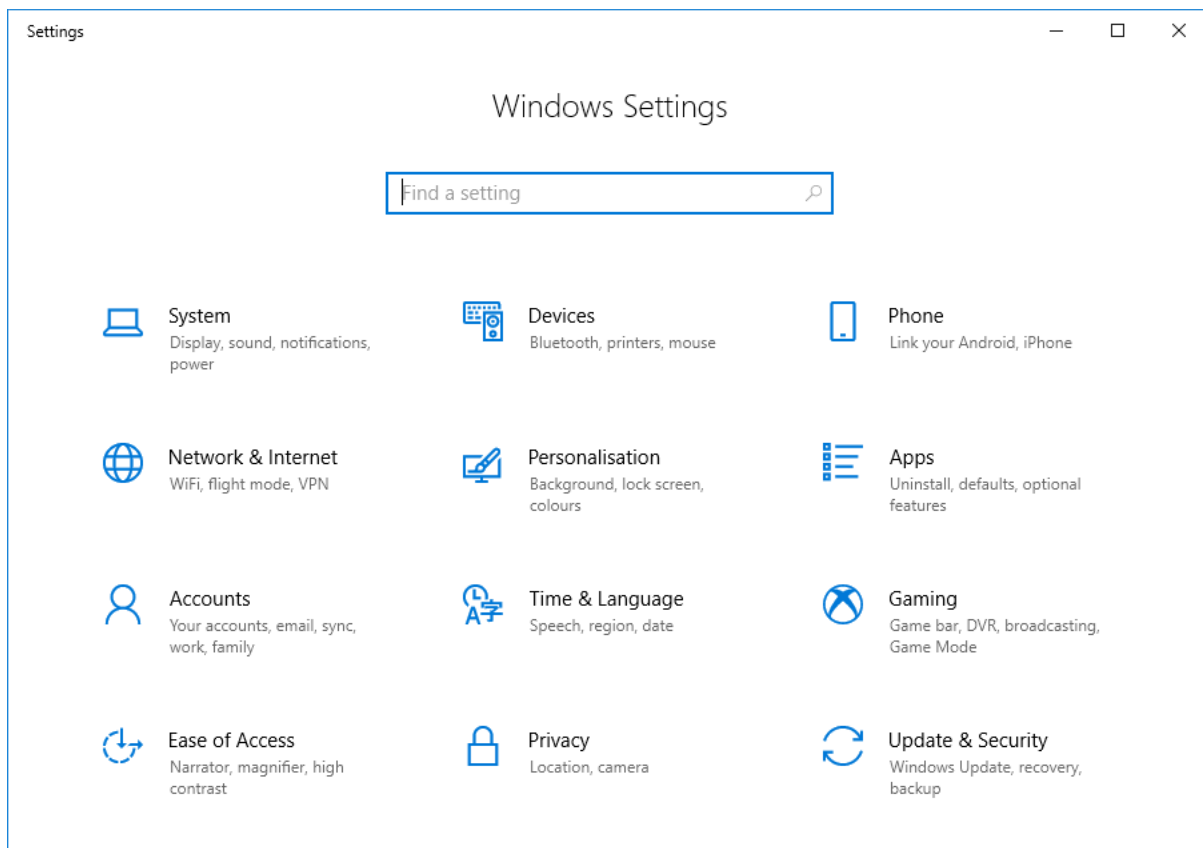 Settings
Windows Settings
Find a setting
System
Display, sound, notifications,
power
Devices
Bluetooth, printers, mouse
Phone
Link your Android, iPhone
Network & Internet
WiFi, flight mode, VPN
Personalisation
Background, lock screen,
colours
Apps
Uninstall, defaults, optional
features
Accounts
Your accounts, email, sync,
work, family
Time & Language
Speech, region, date
Gaming
Game bar, DVR, broadcasting,
Game Mode
Ease of Access
Narrator, magnifier, high
contrast
Privacy
Location, camera
Update & Security
Windows Update, recovery,
backup